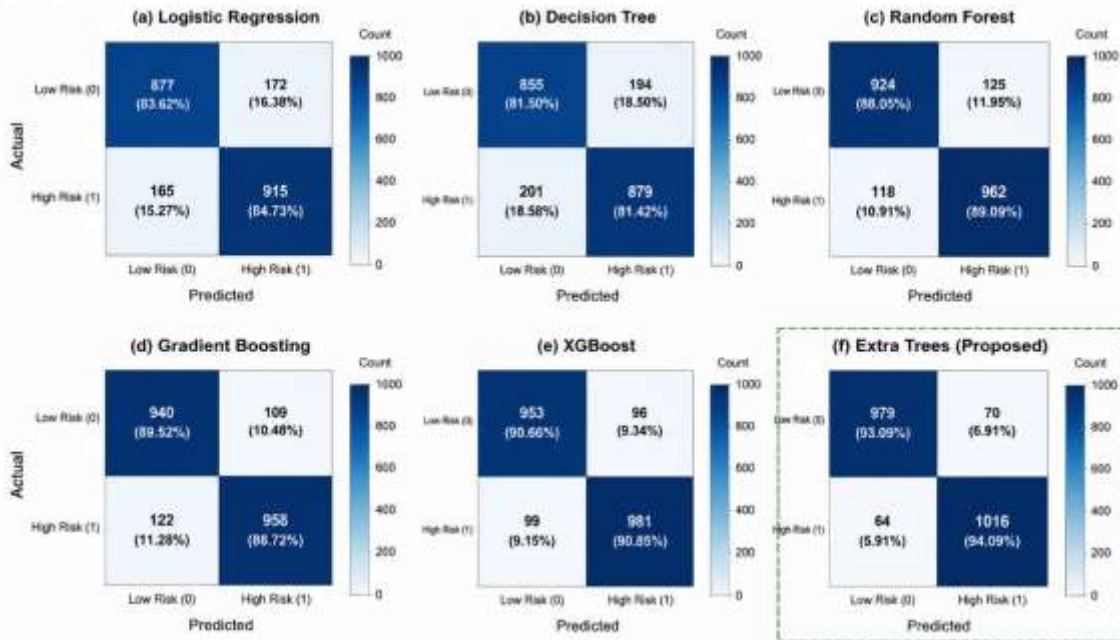 (a) Logistic Regression
Count
1000
800
600
400
200
0
Actual
Low Risk (0)
877
(83.62%)
172
(16.38%)
High Risk (1)
165
(15.27%)
915
(84.73%)
Low Risk (0)
High Risk (1)
Predicted
(b) Decision Tree
Count
1000
800
600
400
200
0
Low Risk (0)
855
(81.50%)
194
(18.50%)
High Risk (1)
201
(18.58%)
879
(81.42%)
Low Risk (0)
High Risk (1)
Predicted
(c) Random Forest
Count
1000
800
600
400
200
0
Low Risk (0)
924
(88.05%)
125
(11.95%)
High Risk (1)
118
(10.91%)
962
(89.09%)
Low Risk (0)
High Risk (1)
Predicted
(d) Gradient Boosting
Count
1000
800
600
400
200
0
Actual
Low Risk (0)
940
(89.52%)
109
(10.48%)
High Risk (1)
122
(11.28%)
958
(88.72%)
Low Risk (0)
High Risk (1)
Predicted
(e) XGBoost
Count
1000
800
600
400
200
0
Low Risk (0)
953
(90.66%)
96
(9.34%)
High Risk (1)
99
(9.15%)
981
(90.85%)
Low Risk (0)
High Risk (1)
Predicted
(f) Extra Trees (Proposed)
Count
1000
800
600
400
200
0
Low Risk (0)
979
(93.09%)
70
(6.91%)
High Risk (1)
64
(5.91%)
1016
(94.09%)
Low Risk (0)
High Risk (1)
Predicted